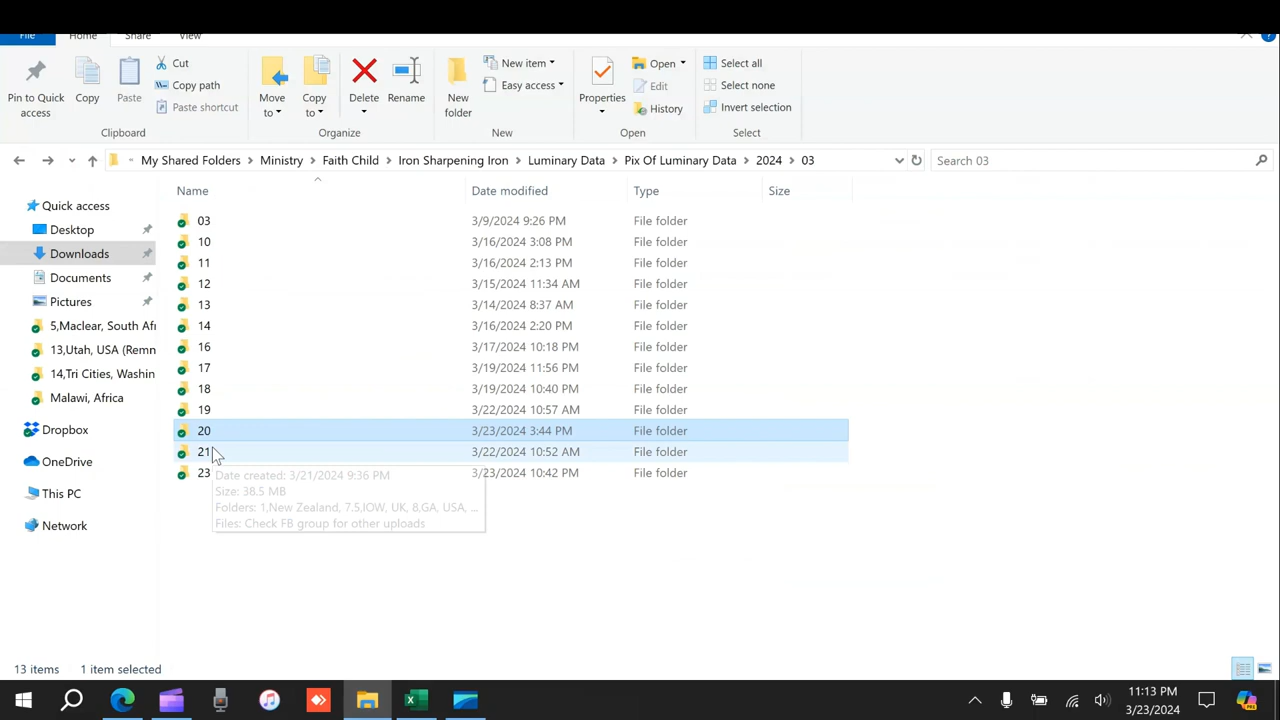 File Home Share View
Pin to Quick access
Copy
Paste
Cut
Copy path
Paste shortcut
Clipboard
Move to
Copy to
Delete
Rename
Organize
New folder
New item
Easy access
New
Properties
Open
Edit
History
Open
Select all
Select none
Invert selection
Select
My Shared Folders Ministry Faith Child Iron Sharpening Iron Luminary Data Pix Of Luminary Data 2024 03
Search 03
Name Date modified Type Size
Quick access
Desktop
Downloads
Documents
Pictures
5,Maclear, South Afr
13,Utah, USA (Remn
14,Tri Cities, Washin
Malawi, Africa
Dropbox
OneDrive
This PC
Network
03 3/9/2024 9:26 PM File folder
10 3/16/2024 3:08 PM File folder
11 3/16/2024 2:13 PM File folder
12 3/15/2024 11:34 AM File folder
13 3/14/2024 8:37 AM File folder
14 3/16/2024 2:20 PM File folder
16 3/17/2024 10:18 PM File folder
17 3/19/2024 11:56 PM File folder
18 3/19/2024 10:40 PM File folder
19 3/22/2024 10:57 AM File folder
20 3/23/2024 3:44 PM File folder
21 3/22/2024 10:52 AM File folder
23 3/23/2024 10:42 PM File folder
Date created: 3/21/2024 9:36 PM
Size: 38.5 MB
Folders: 1,New Zealand, 7.5,IOW, UK, 8,GA, USA, ...
Files: Check FB group for other uploads
13 items 1 item selected
11:13 PM
3/23/2024